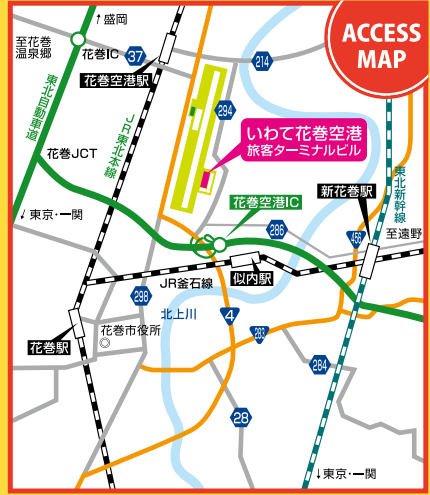 ACCESS
MAP
↑盛岡
至花巻
温泉郷
花巻IC
37
花巻空港駅
214
294
東北自動車道
JR東北本線
花巻JCT
いわて花巻空港
旅客ターミナルビル
東北新幹線
新花巻駅
↓東京・一関
花巻空港IC
286
456
至遠野
JR釜石線
似内駅
298
北上川
4
283
花巻駅
花巻市役所
284
28
↓東京・一関